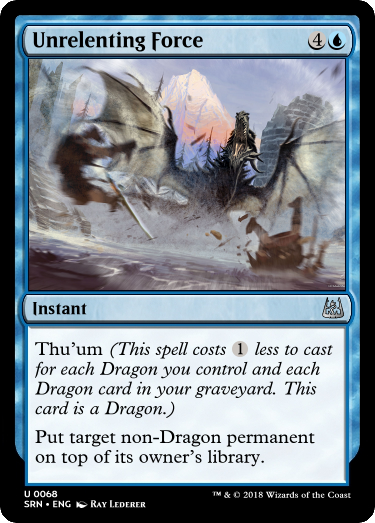 Unrelenting Force 4
Instant
Thu'um (This spell costs 1 less to cast
for each Dragon you control and each
Dragon card in your graveyard. This
card is a Dragon.)
Put target non-Dragon permanent
on top of its owner's library.
U 0068
SRN • ENG Ray Lederer
™ & © 2018 Wizards of the Coast